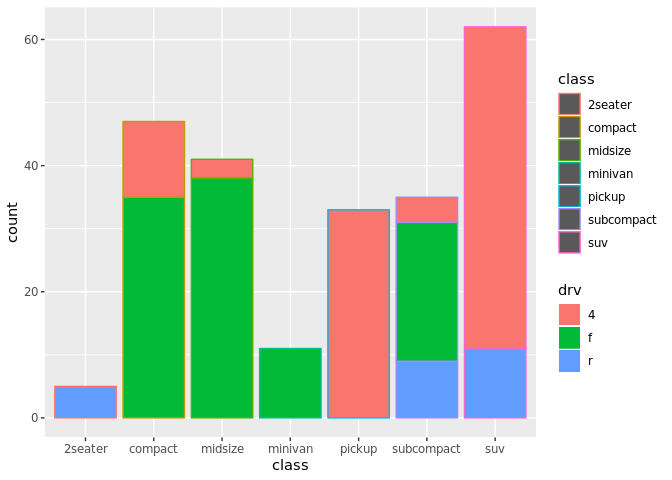 60
40
20
0
count
2seater compact midsize minivan pickup subcompact suv
class
class
2seater
compact
midsize
minivan
pickup
subcompact
suv
drv
4
f
r